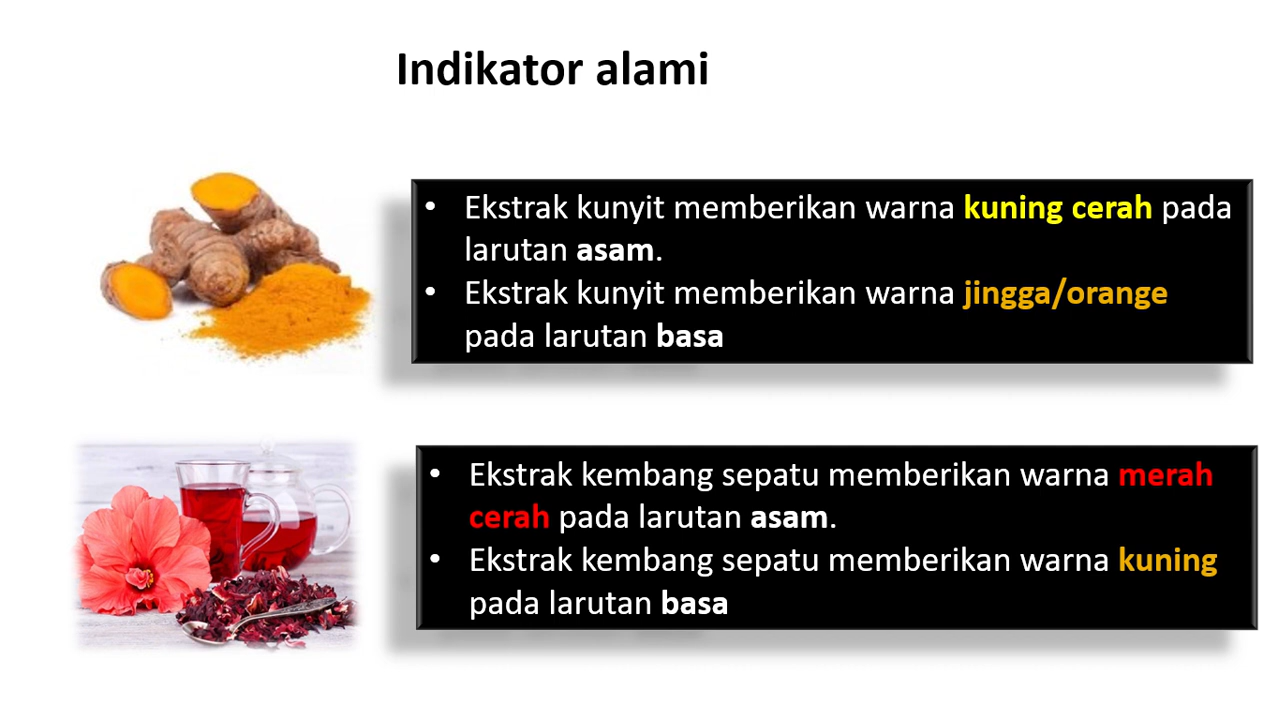 Indikator alami
• Ekstrak kunyit memberikan warna kuning cerah pada
larutan asam.
• Ekstrak kunyit memberikan warna jingga/orange
pada larutan basa
• Ekstrak kembang sepatu memberikan warna merah
cerah pada larutan asam.
• Ekstrak kembang sepatu memberikan warna kuning
pada larutan basa